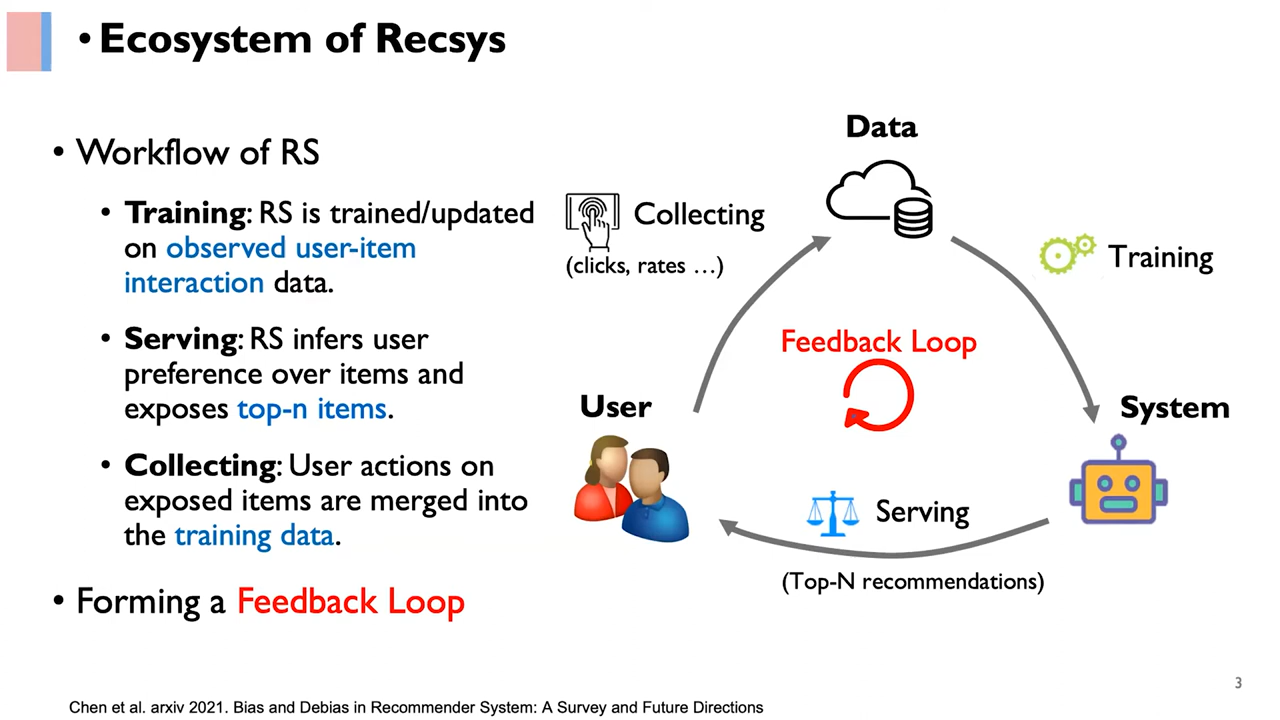 • Ecosystem of Recsys
• Workflow of RS
• Training: RS is trained/updated
on observed user-item
interaction data.
• Serving: RS infers user
preference over items and
exposes top-n items.
• Collecting: User actions on
exposed items are merged into
the training data.
• Forming a Feedback Loop
Data
Collecting
(clicks, rates …)
Training
Feedback Loop
User
System
Serving
(Top-N recommendations)
3
Chen et al. arxiv 2021. Bias and Debias in Recommender System: A Survey and Future Directions